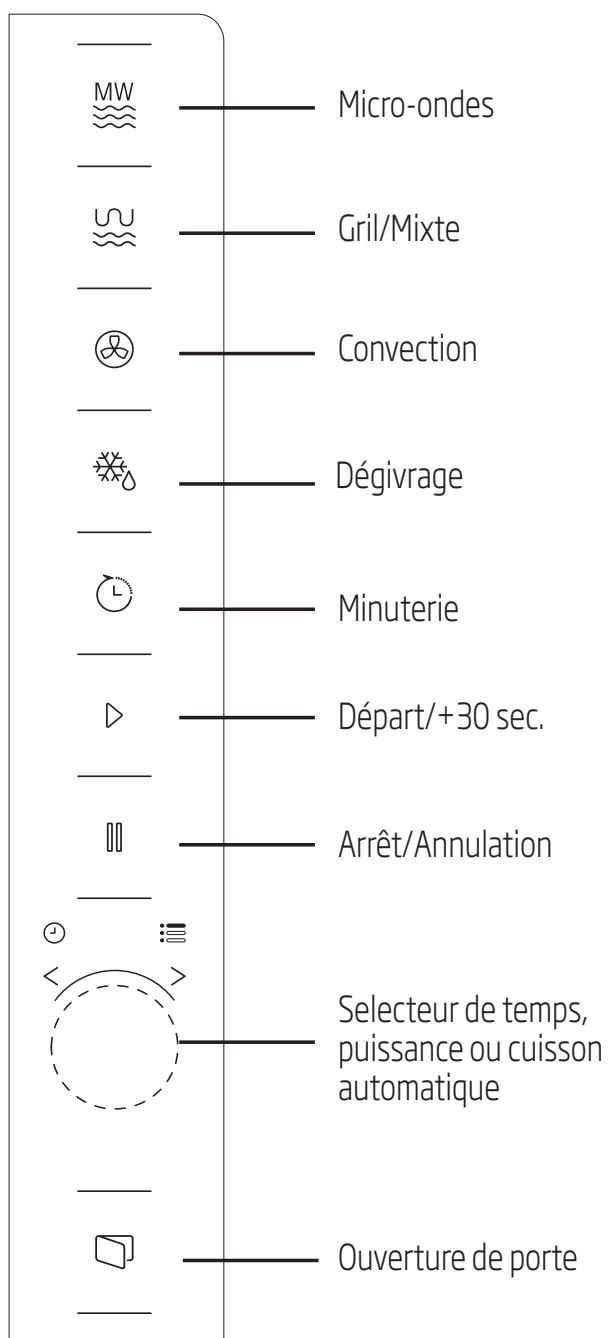 MW
Micro-ondes
Gril/Mixte
Convection
Dégivrage
Minuterie
Départ/+30 sec.
Arrêt/Annulation
Selecteur de temps,
puissance ou cuisson
automatique
Ouverture de porte